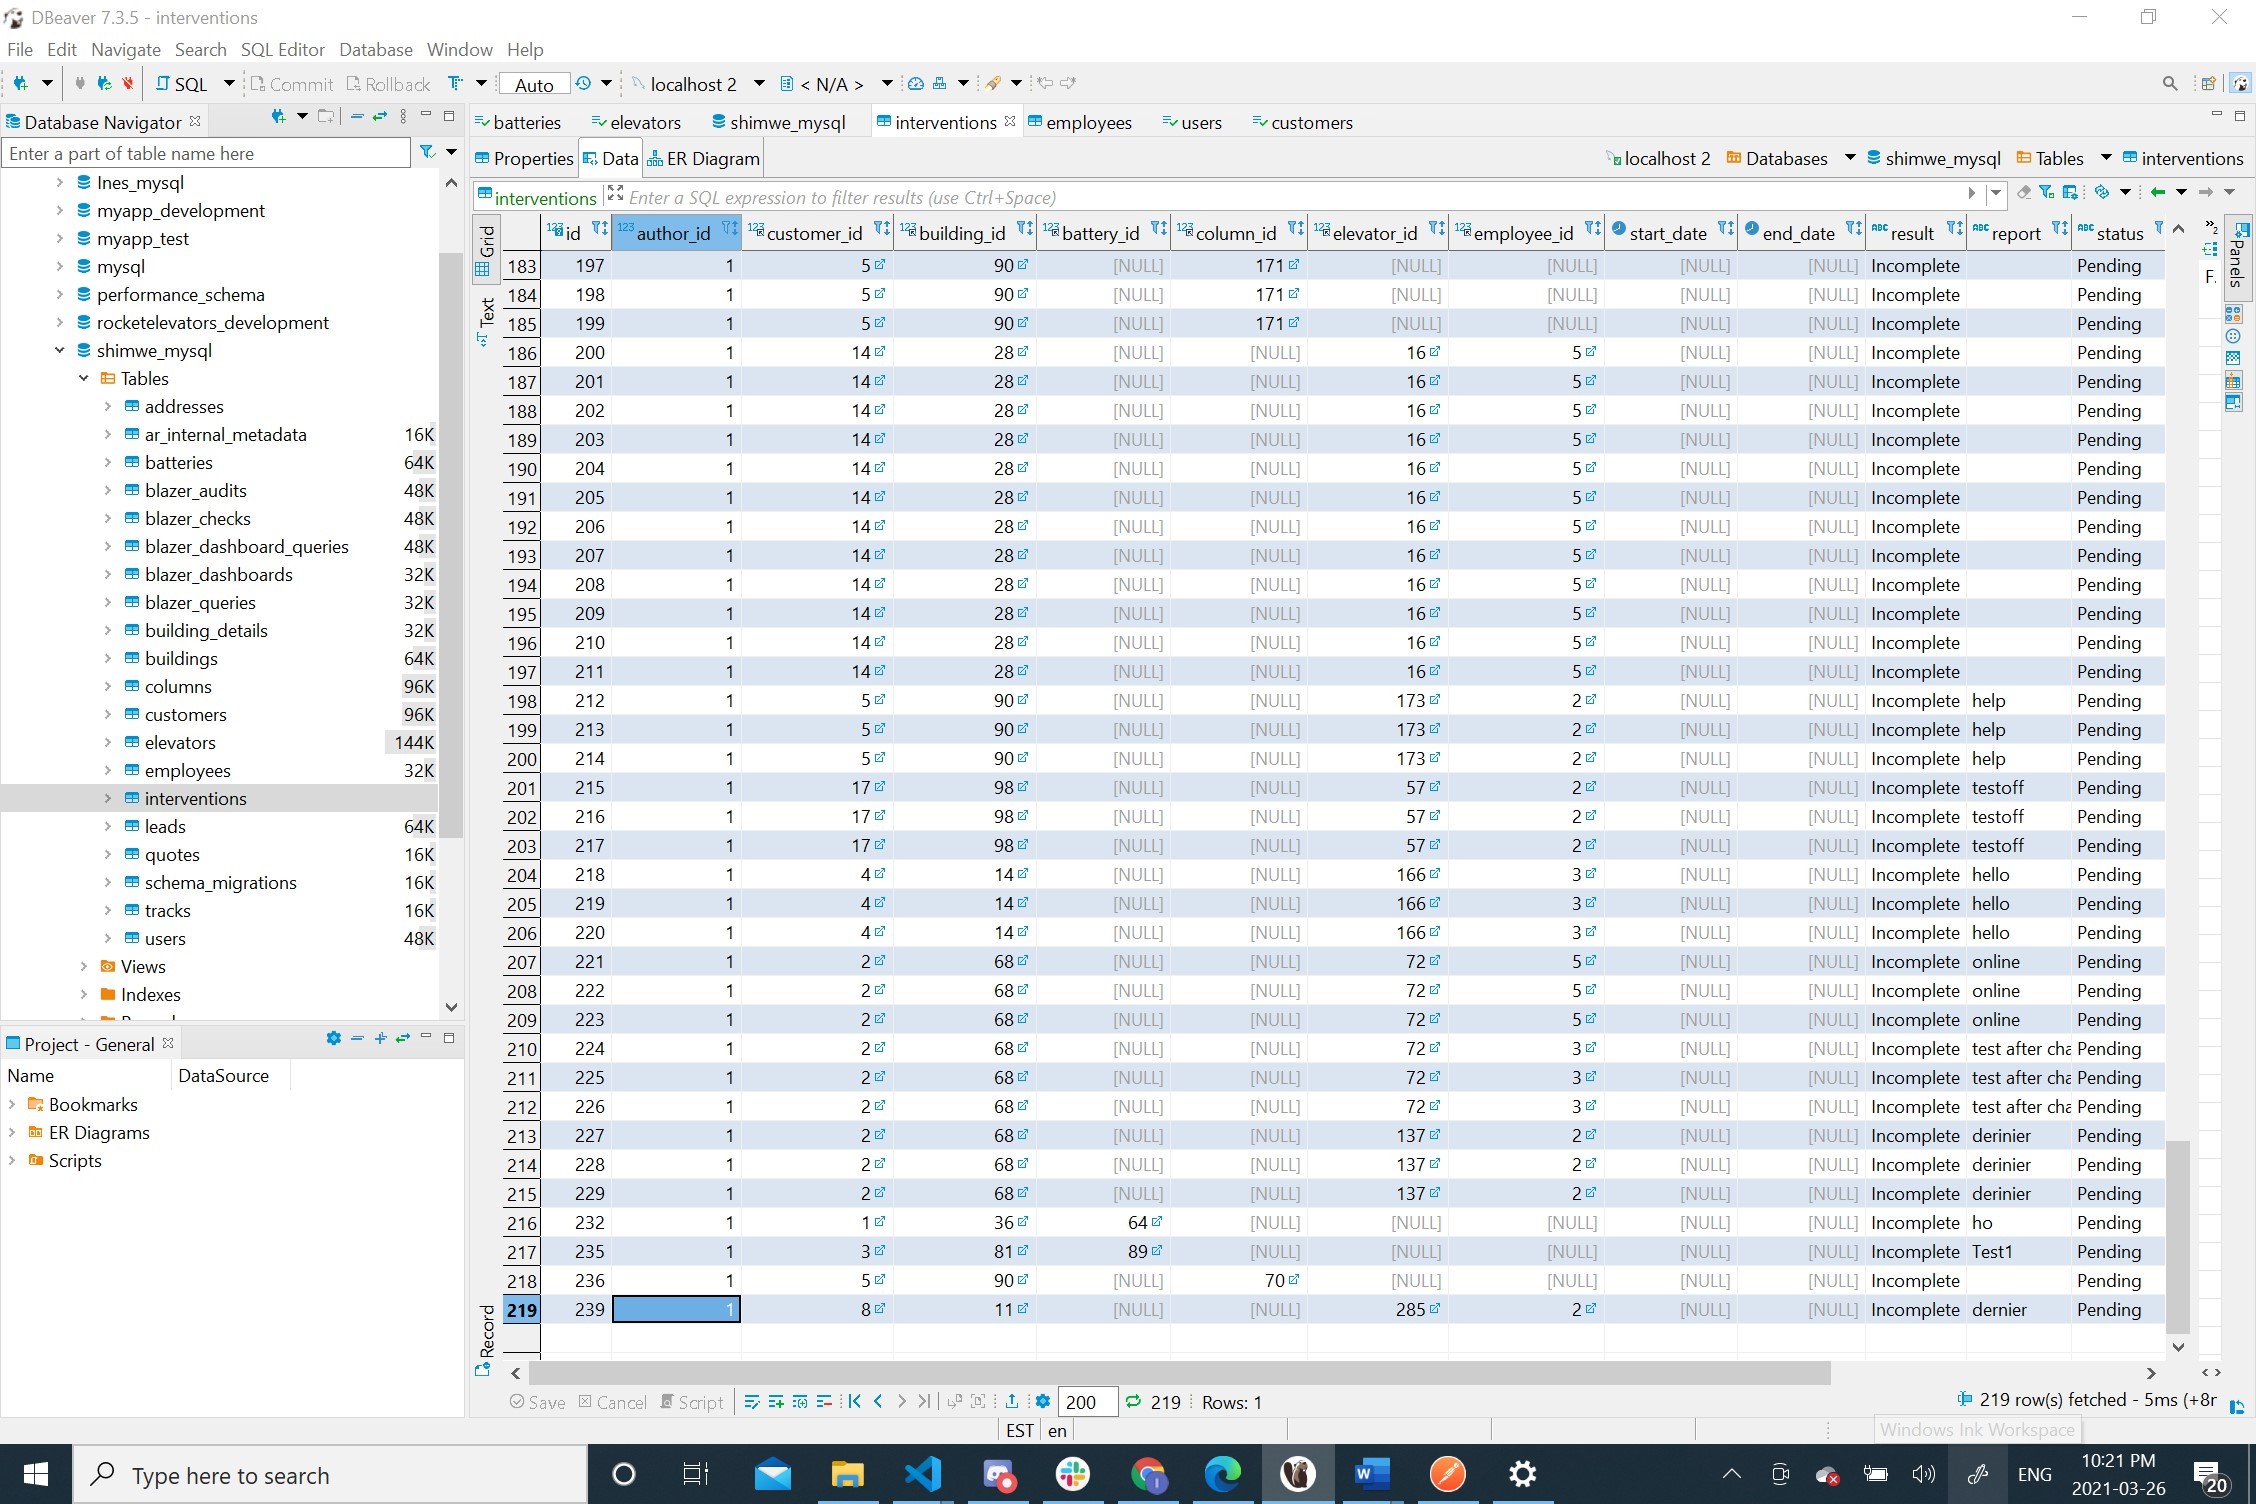 DBeaver 7.3.5 - interventions
File Edit Navigate Search SQL Editor Database Window Help
SQL Commit Rollback Auto localhost 2 < N/A >
Database Navigator
batteries elevators shimwe_mysql interventions employees users customers
Enter a part of table name here
Properties Data ER Diagram localhost 2 Databases shimwe_mysql Tables interventions
interventions Enter a SQL expression to filter results (use Ctrl+Space)
Ines_mysql
myapp_development
myapp_test
mysql
performance_schema
rocketelevators_development
shimwe_mysql
Tables
addresses
ar_internal_metadata 16K
batteries 64K
blazer_audits 48K
blazer_checks 48K
blazer_dashboard_queries 48K
blazer_dashboards 32K
blazer_queries 32K
building_details 32K
buildings 64K
columns 96K
customers 96K
elevators 144K
employees 32K
interventions
leads 64K
quotes 16K
schema_migrations 16K
tracks 16K
users 48K
Views
Indexes
Project - General
Name DataSource
Bookmarks
ER Diagrams
Scripts
Grid
Text
Record
Panels
id author_id customer_id building_id battery_id column_id elevator_id employee_id start_date end_date result report status
183 197 1 5 90 [NULL] 171 [NULL] [NULL] [NULL] [NULL] Incomplete Pending
184 198 1 5 90 [NULL] 171 [NULL] [NULL] [NULL] [NULL] Incomplete Pending
185 199 1 5 90 [NULL] 171 [NULL] [NULL] [NULL] [NULL] Incomplete Pending
186 200 1 14 28 [NULL] [NULL] 16 5 [NULL] [NULL] Incomplete Pending
187 201 1 14 28 [NULL] [NULL] 16 5 [NULL] [NULL] Incomplete Pending
188 202 1 14 28 [NULL] [NULL] 16 5 [NULL] [NULL] Incomplete Pending
189 203 1 14 28 [NULL] [NULL] 16 5 [NULL] [NULL] Incomplete Pending
190 204 1 14 28 [NULL] [NULL] 16 5 [NULL] [NULL] Incomplete Pending
191 205 1 14 28 [NULL] [NULL] 16 5 [NULL] [NULL] Incomplete Pending
192 206 1 14 28 [NULL] [NULL] 16 5 [NULL] [NULL] Incomplete Pending
193 207 1 14 28 [NULL] [NULL] 16 5 [NULL] [NULL] Incomplete Pending
194 208 1 14 28 [NULL] [NULL] 16 5 [NULL] [NULL] Incomplete Pending
195 209 1 14 28 [NULL] [NULL] 16 5 [NULL] [NULL] Incomplete Pending
196 210 1 14 28 [NULL] [NULL] 16 5 [NULL] [NULL] Incomplete Pending
197 211 1 14 28 [NULL] [NULL] 16 5 [NULL] [NULL] Incomplete Pending
198 212 1 5 90 [NULL] [NULL] 173 2 [NULL] [NULL] Incomplete help Pending
199 213 1 5 90 [NULL] [NULL] 173 2 [NULL] [NULL] Incomplete help Pending
200 214 1 5 90 [NULL] [NULL] 173 2 [NULL] [NULL] Incomplete help Pending
201 215 1 17 98 [NULL] [NULL] 57 2 [NULL] [NULL] Incomplete testoff Pending
202 216 1 17 98 [NULL] [NULL] 57 2 [NULL] [NULL] Incomplete testoff Pending
203 217 1 17 98 [NULL] [NULL] 57 2 [NULL] [NULL] Incomplete testoff Pending
204 218 1 4 14 [NULL] [NULL] 166 3 [NULL] [NULL] Incomplete hello Pending
205 219 1 4 14 [NULL] [NULL] 166 3 [NULL] [NULL] Incomplete hello Pending
206 220 1 4 14 [NULL] [NULL] 166 3 [NULL] [NULL] Incomplete hello Pending
207 221 1 2 68 [NULL] [NULL] 72 5 [NULL] [NULL] Incomplete online Pending
208 222 1 2 68 [NULL] [NULL] 72 5 [NULL] [NULL] Incomplete online Pending
209 223 1 2 68 [NULL] [NULL] 72 5 [NULL] [NULL] Incomplete online Pending
210 224 1 2 68 [NULL] [NULL] 72 3 [NULL] [NULL] Incomplete test after cha Pending
211 225 1 2 68 [NULL] [NULL] 72 3 [NULL] [NULL] Incomplete test after cha Pending
212 226 1 2 68 [NULL] [NULL] 72 3 [NULL] [NULL] Incomplete test after cha Pending
213 227 1 2 68 [NULL] [NULL] 137 2 [NULL] [NULL] Incomplete derinier Pending
214 228 1 2 68 [NULL] [NULL] 137 2 [NULL] [NULL] Incomplete derinier Pending
215 229 1 2 68 [NULL] [NULL] 137 2 [NULL] [NULL] Incomplete derinier Pending
216 232 1 1 36 64 [NULL] [NULL] [NULL] [NULL] [NULL] Incomplete ho Pending
217 235 1 3 81 89 [NULL] [NULL] [NULL] [NULL] [NULL] Incomplete Test1 Pending
218 236 1 5 90 [NULL] 70 [NULL] [NULL] [NULL] [NULL] Incomplete Pending
219 239 1 8 11 [NULL] [NULL] 285 2 [NULL] [NULL] Incomplete dernier Pending
Save Cancel Script 200 219 Rows: 1 219 row(s) fetched - 5ms (+8r
EST en Windows Ink Workspace
Type here to search ENG 10:21 PM
2021-03-26 20